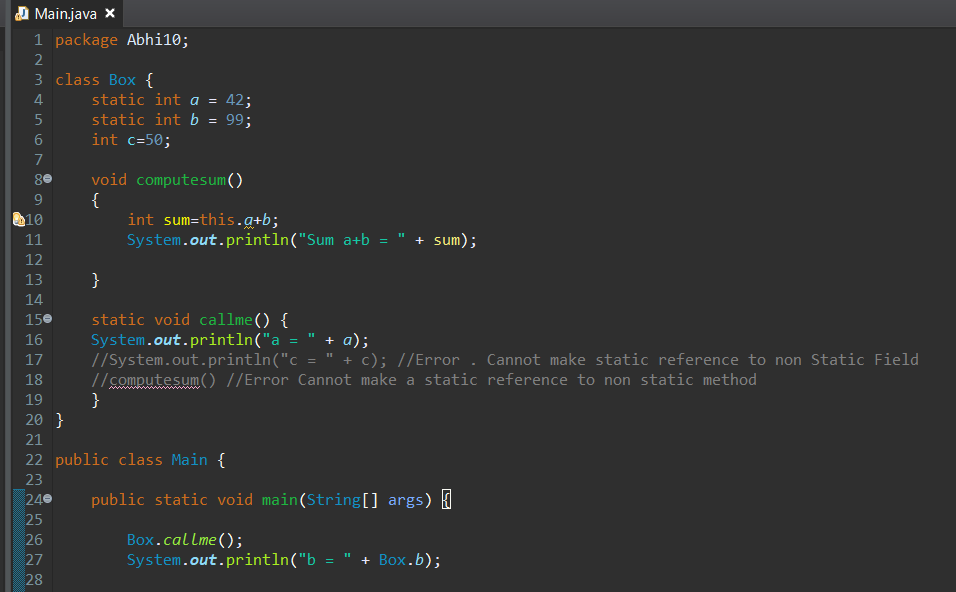 Main.java
1 package Abhi10;
2
3 class Box {
4 static int a = 42;
5 static int b = 99;
6 int c=50;
7
8 void computesum()
9 {
10 int sum=this.a+b;
11 System.out.println("Sum a+b = " + sum);
12
13 }
14
15 static void callme() {
16 System.out.println("a = " + a);
17 //System.out.println("c = " + c); //Error . Cannot make static reference to non Static Field
18 //computesum() //Error Cannot make a static reference to non static method
19 }
20 }
21
22 public class Main {
23
24 public static void main(String[] args) {
25
26 Box.callme();
27 System.out.println("b = " + Box.b);
28